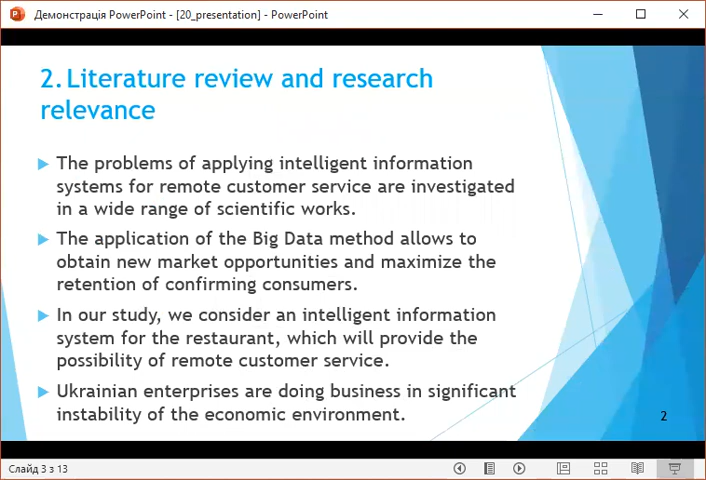 Демонстрація PowerPoint - [20_presentation] - PowerPoint
2. Literature review and research
relevance
The problems of applying intelligent information
systems for remote customer service are investigated
in a wide range of scientific works.
The application of the Big Data method allows to
obtain new market opportunities and maximize the
retention of confirming consumers.
In our study, we consider an intelligent information
system for the restaurant, which will provide the
possibility of remote customer service.
Ukrainian enterprises are doing business in significant
instability of the economic environment.
2
Слайд 3 з 13